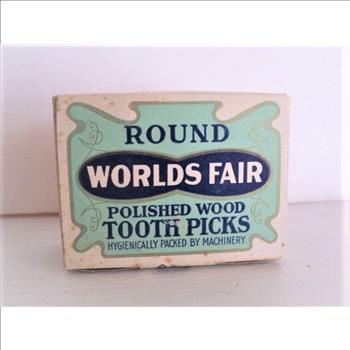 ROUND
WORLDS FAIR
POLISHED WOOD
TOOTH PICKS
HYGIENICALLY PACKED BY MACHINERY